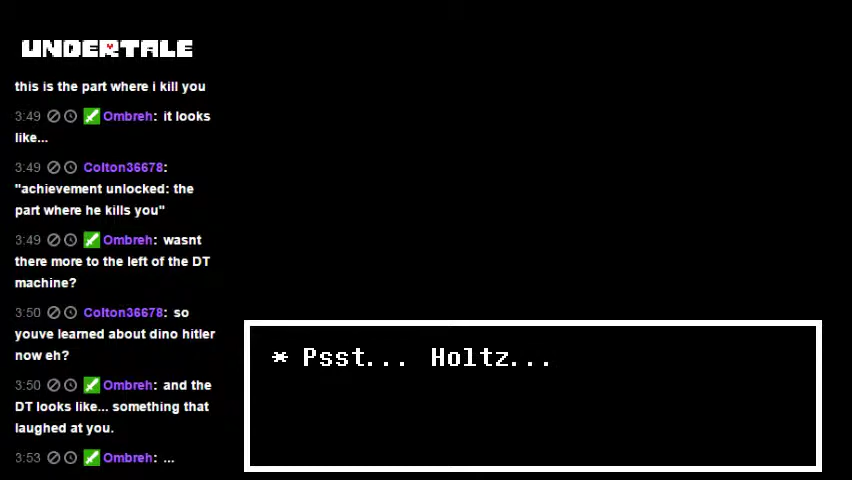 UNDERTALE
this is the part where i kill you
3:49 Ombreh: it looks
like...
3:49 Colton36678:
"achievement unlocked: the
part where he kills you"
3:49 Ombreh: wasnt
there more to the left of the DT
machine?
3:50 Colton36678: so
youve learned about dino hitler
now eh?
3:50 Ombreh: and the
DT looks like... something that
laughed at you.
3:53 Ombreh: ...
* Psst... Holtz...